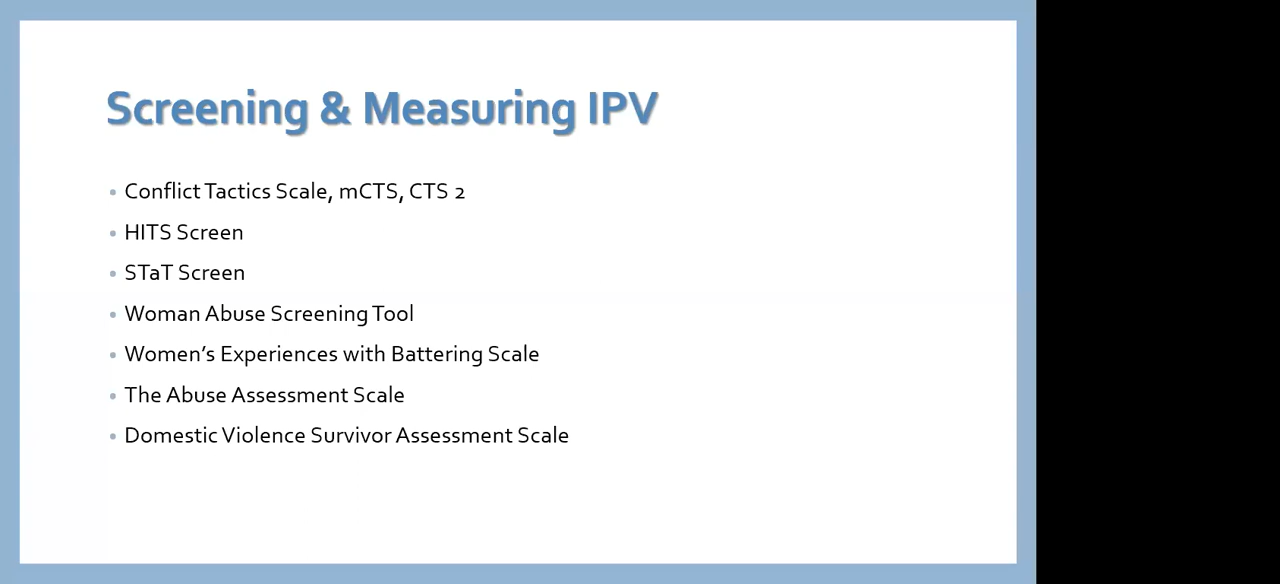 Screening & Measuring IPV
• Conflict Tactics Scale, mCTS, CTS 2
• HITS Screen
• STaT Screen
• Woman Abuse Screening Tool
• Women’s Experiences with Battering Scale
• The Abuse Assessment Scale
• Domestic Violence Survivor Assessment Scale